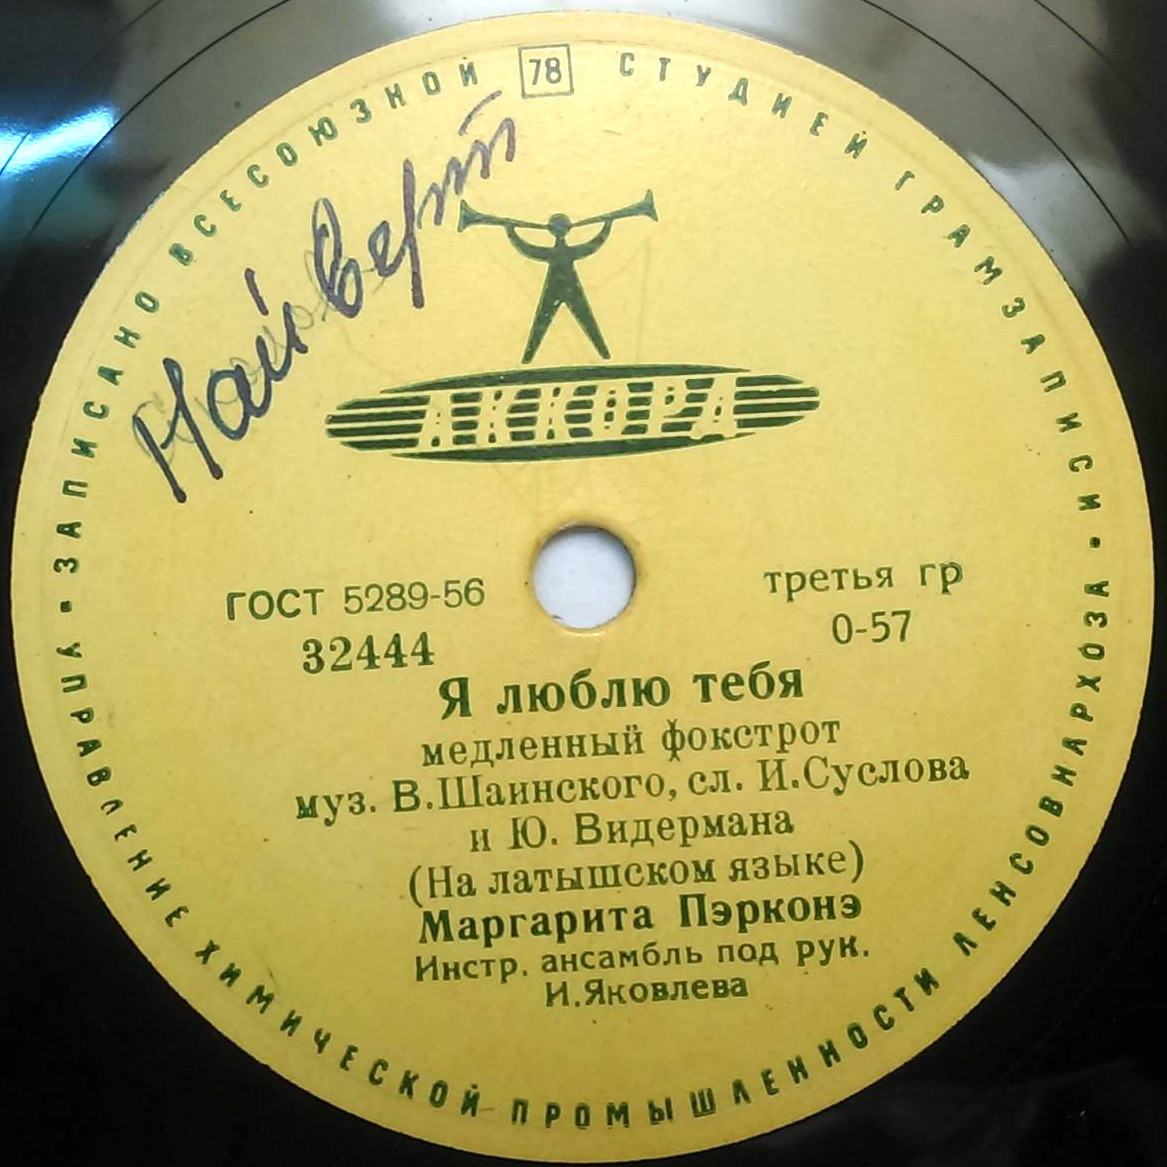 ЗАПИСАНО ВСЕСОЮЗНОЙ 78 СТУДИЕЙ ГРАМЗАПИСИ
АККОРД
ГОСТ 5289-56
32444
третья гр
0-57
Я люблю тебя
медленный фокстрот
муз. В.Шаинского, сл. И.Суслова
и Ю. Видермана
(На латышском языке)
Маргарита Пэрконэ
Инстр. ансамбль под рук.
И.Яковлева
УПРАВЛЕНИЕ ХИМИЧЕСКОЙ ПРОМЫШЛЕННОСТИ ЛЕНСОВНАРХОЗА